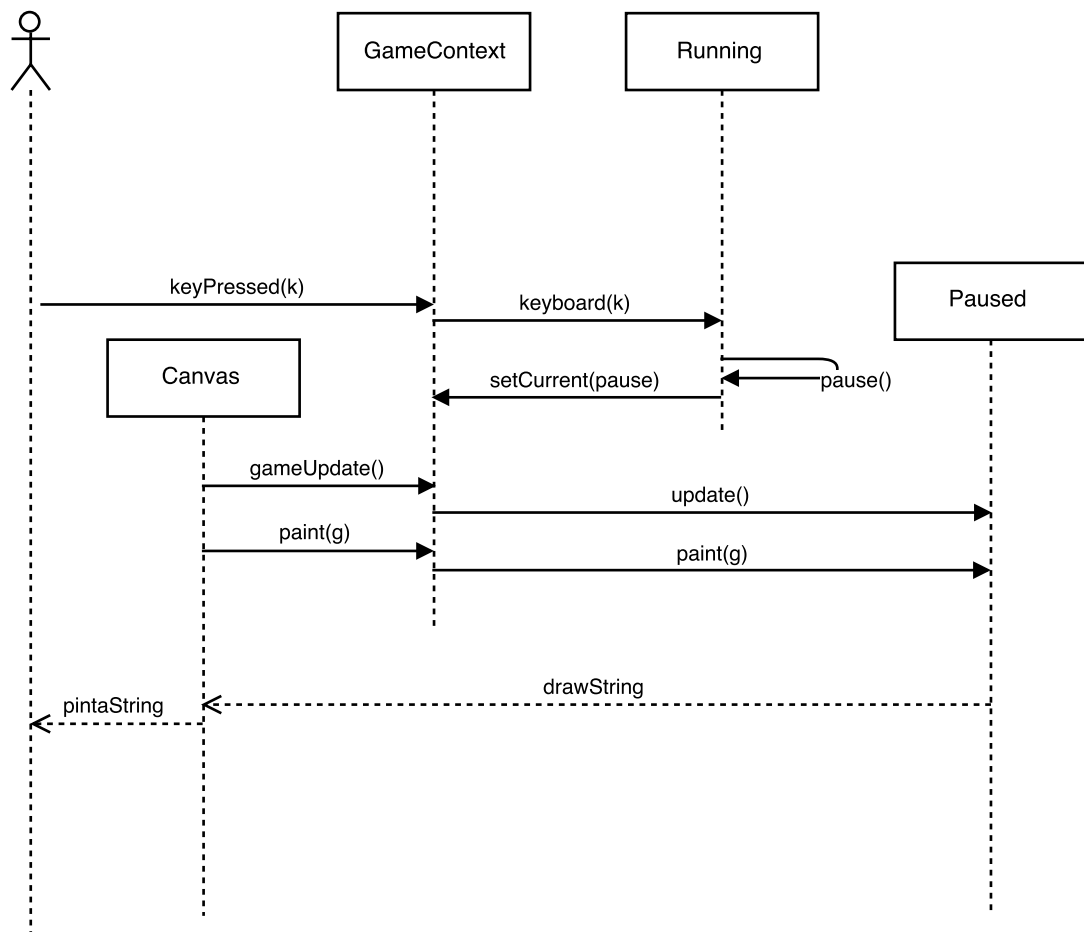 GameContext
Running
keyPressed(k)
keyboard(k)
Paused
Canvas
setCurrent(pause)
pause()
gameUpdate()
update()
paint(g)
paint(g)
drawString
pintaString